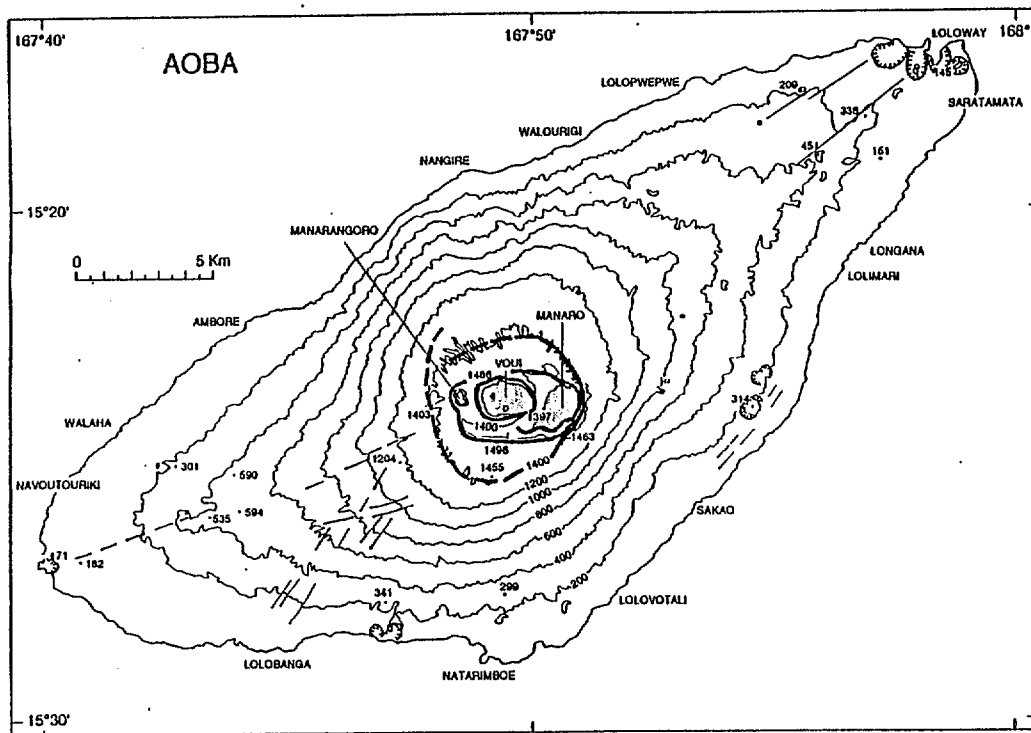 167°40'
167°50'
168°
AOBA
LOLOWAY
145
LOLOPWEPWE
209
SARATAMATA
338
WALOURIGI
451
161
NANGIRE
15°20'
MANARANGORO
LONGANA
0 5 Km
LOLIMARI
MANARO
AMBORE
VOUI
1486
1403
1400
1397
314
WALAHA
1463
1496
1204
1455
1400
301
1200
590
1000
NAVOUTOURIKI
800
SAKAO
535
594
600
400
71
162
200
299
341
LOLOVOTALI
LOLOBANGA
NATARIMBOE
15°30'